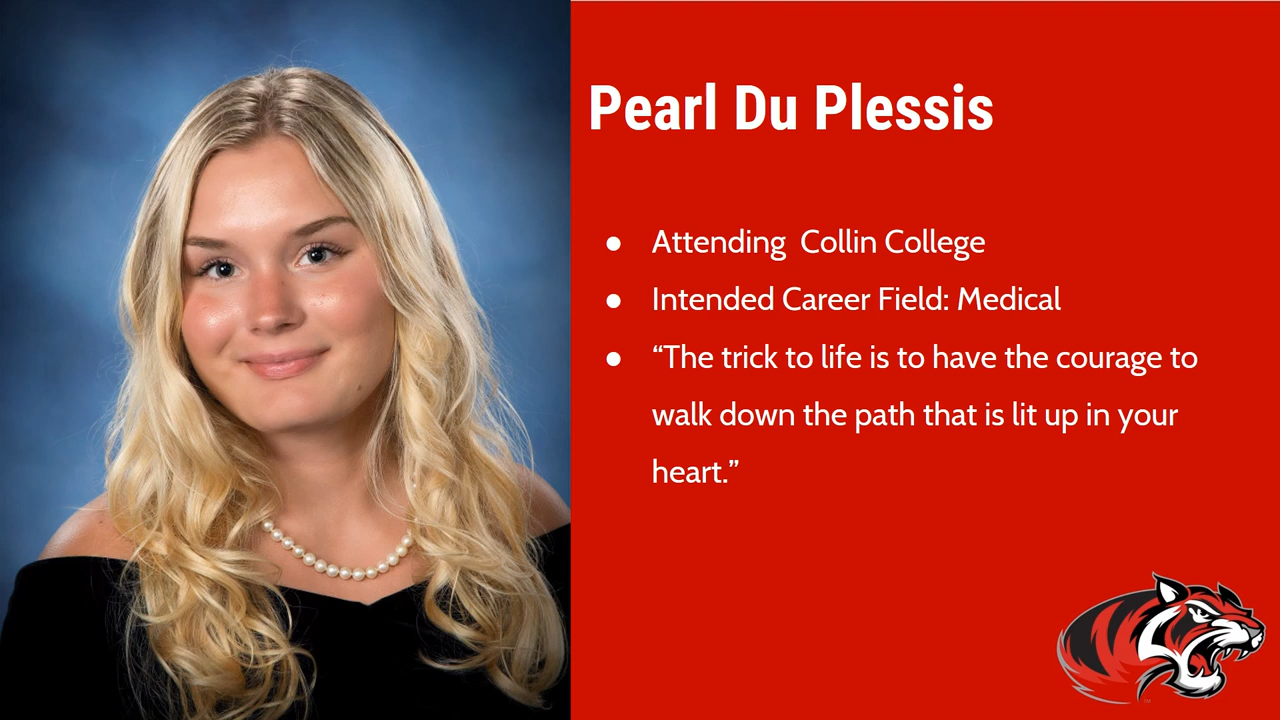 Pearl Du Plessis
● Attending  Collin College
● Intended Career Field: Medical
● “The trick to life is to have the courage to
walk down the path that is lit up in your
heart.”